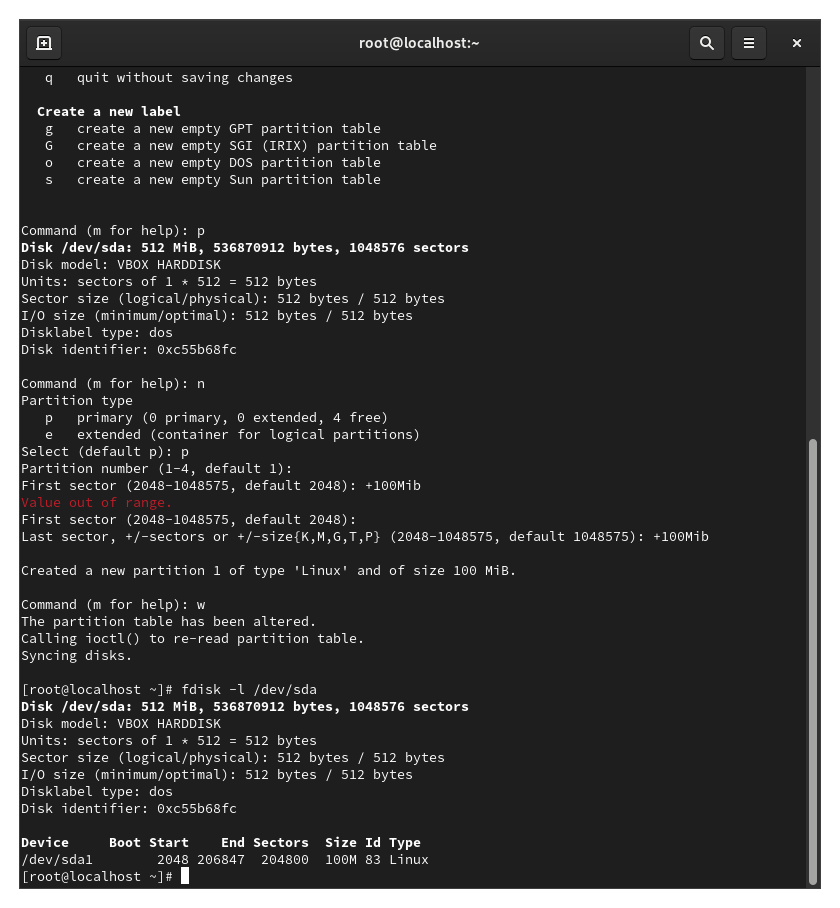 root@localhost:~
q   quit without saving changes
Create a new label
g   create a new empty GPT partition table
G   create a new empty SGI (IRIX) partition table
o   create a new empty DOS partition table
s   create a new empty Sun partition table
Command (m for help): p
Disk /dev/sda: 512 MiB, 536870912 bytes, 1048576 sectors
Disk model: VBOX HARDDISK
Units: sectors of 1 * 512 = 512 bytes
Sector size (logical/physical): 512 bytes / 512 bytes
I/O size (minimum/optimal): 512 bytes / 512 bytes
Disklabel type: dos
Disk identifier: 0xc55b68fc
Command (m for help): n
Partition type
p   primary (0 primary, 0 extended, 4 free)
e   extended (container for logical partitions)
Select (default p): p
Partition number (1-4, default 1):
First sector (2048-1048575, default 2048): +100Mib
Value out of range.
First sector (2048-1048575, default 2048):
Last sector, +/-sectors or +/-size{K,M,G,T,P} (2048-1048575, default 1048575): +100Mib
Created a new partition 1 of type 'Linux' and of size 100 MiB.
Command (m for help): w
The partition table has been altered.
Calling ioctl() to re-read partition table.
Syncing disks.
[root@localhost ~]# fdisk -l /dev/sda
Disk /dev/sda: 512 MiB, 536870912 bytes, 1048576 sectors
Disk model: VBOX HARDDISK
Units: sectors of 1 * 512 = 512 bytes
Sector size (logical/physical): 512 bytes / 512 bytes
I/O size (minimum/optimal): 512 bytes / 512 bytes
Disklabel type: dos
Disk identifier: 0xc55b68fc
Device     Boot Start    End Sectors  Size Id Type
/dev/sda1        2048 206847  204800  100M 83 Linux
[root@localhost ~]#